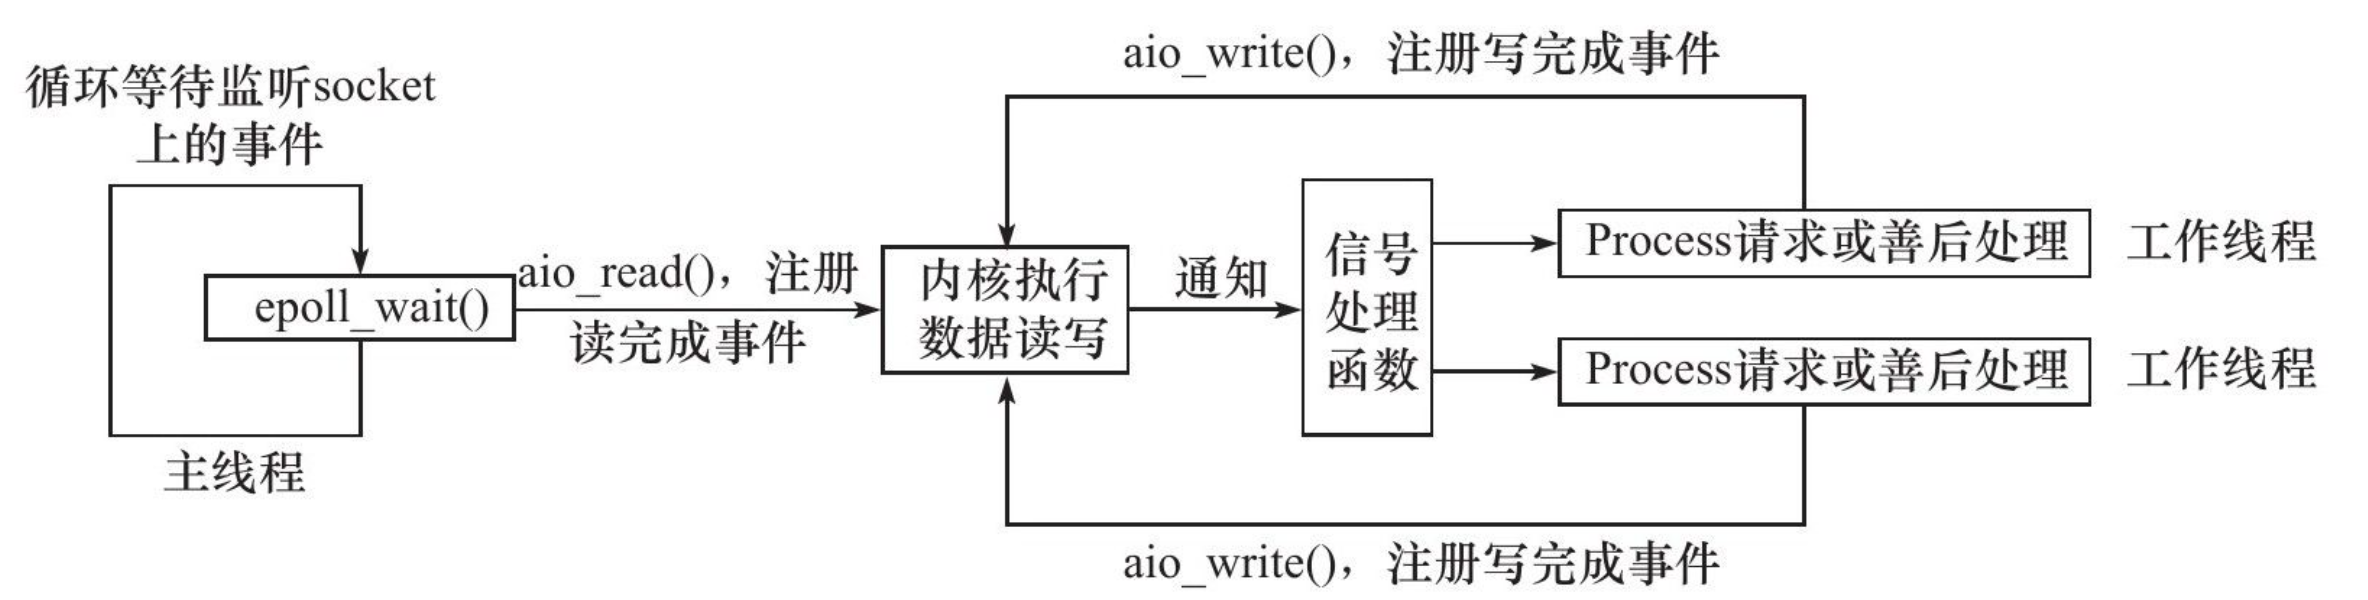 aio_write()，注册写完成事件
循环等待监听socket
上的事件
epoll_wait()
aio_read()，注册
读完成事件
主线程
内核执行
数据读写
通知
信号
处理
函数
Process请求或善后处理
工作线程
Process请求或善后处理
工作线程
aio_write()，注册写完成事件